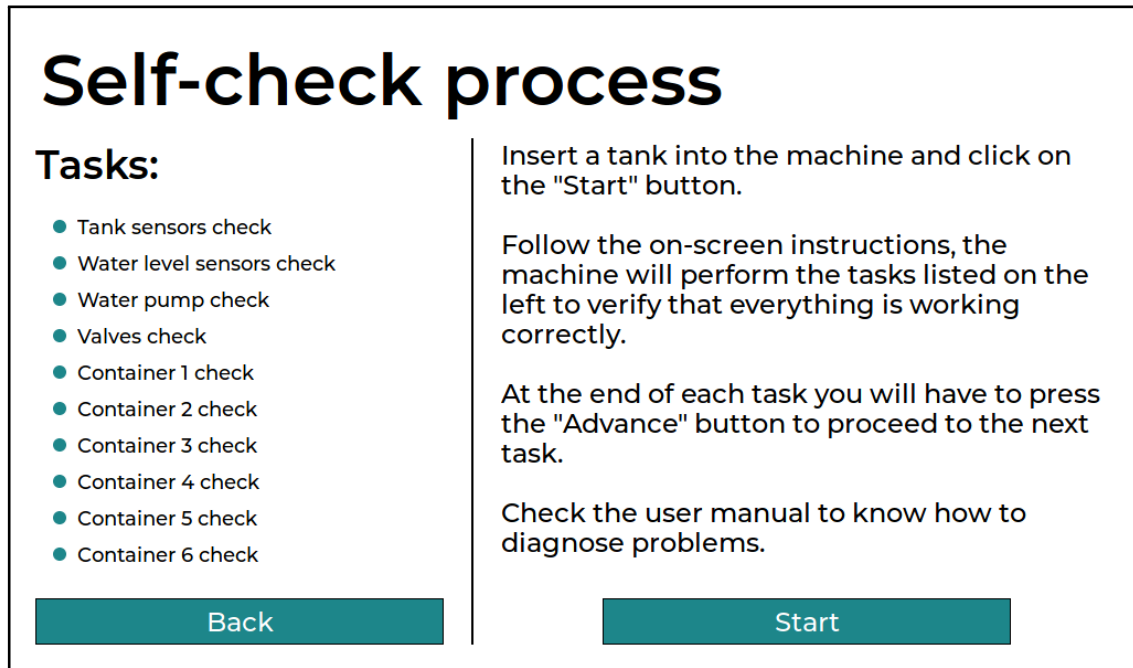 Self-check process
Tasks:
Tank sensors check
Water level sensors check
Water pump check
Valves check
Container 1 check
Container 2 check
Container 3 check
Container 4 check
Container 5 check
Container 6 check
Back
Insert a tank into the machine and click on
the "Start" button.
Follow the on-screen instructions, the
machine will perform the tasks listed on the
left to verify that everything is working
correctly.
At the end of each task you will have to press
the "Advance" button to proceed to the next
task.
Check the user manual to know how to
diagnose problems.
Start